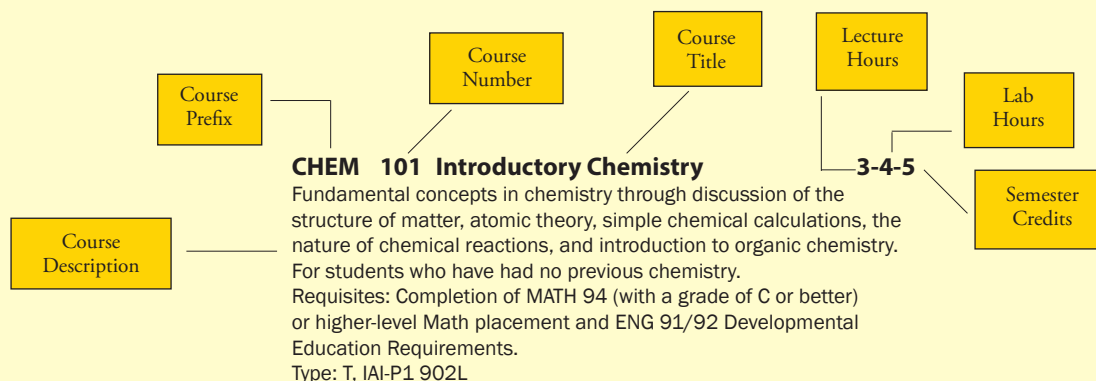 Course
Prefix
Course
Number
Course
Title
Lecture
Hours
Lab
Hours
CHEM 101 Introductory Chemistry 3-4-5
Semester
Credits
Course
Description
Fundamental concepts in chemistry through discussion of the
structure of matter, atomic theory, simple chemical calculations, the
nature of chemical reactions, and introduction to organic chemistry.
For students who have had no previous chemistry.
Requisites: Completion of MATH 94 (with a grade of C or better)
or higher-level Math placement and ENG 91/92 Developmental
Education Requirements.
Type: T, IAI-P1 902L